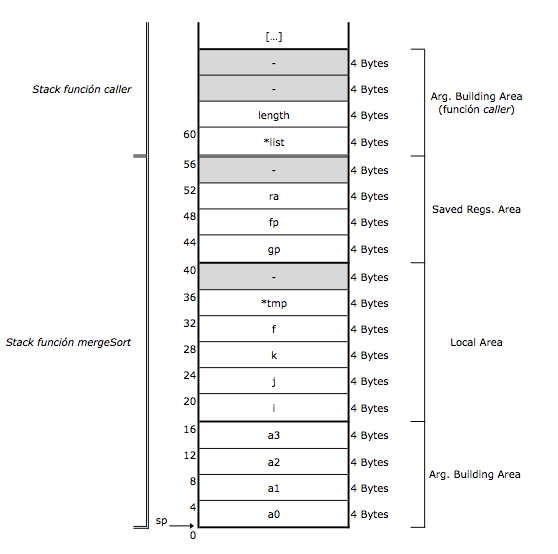 [...]
- 4 Bytes
Stack función caller
- 4 Bytes
Arg. Building Area
(función caller)
length 4 Bytes
60
*list 4 Bytes
56
- 4 Bytes
52
ra 4 Bytes
Saved Regs. Area
48
fp 4 Bytes
44
gp 4 Bytes
40
- 4 Bytes
36
*tmp 4 Bytes
32
f 4 Bytes
Stack función mergeSort
Local Area
28
k 4 Bytes
24
j 4 Bytes
20
i 4 Bytes
16
a3 4 Bytes
12
a2 4 Bytes
Arg. Building Area
8
a1 4 Bytes
4
a0 4 Bytes
sp
0